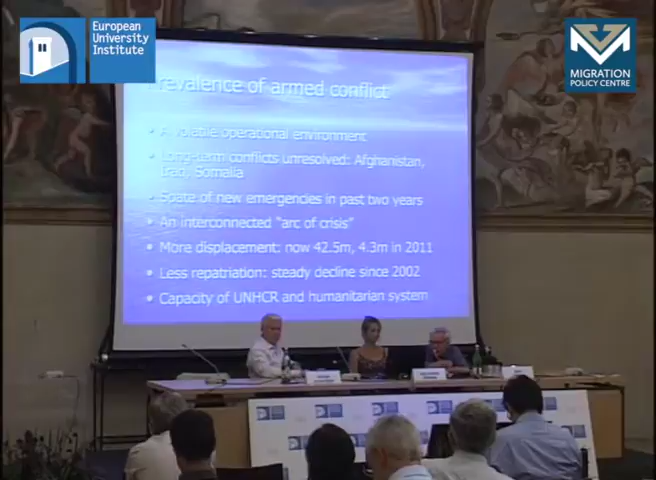 European
University
Institute
MIGRATION
POLICY CENTRE
Prevalence of armed conflict
A volatile operational environment
Long-term conflicts unresolved: Afghanistan,
Iraq, Somalia
Spate of new emergencies in past two years
An interconnected "arc of crisis"
More displacement: now 42.5m, 4.3m in 2011
Less repatriation: steady decline since 2002
Capacity of UNHCR and humanitarian system